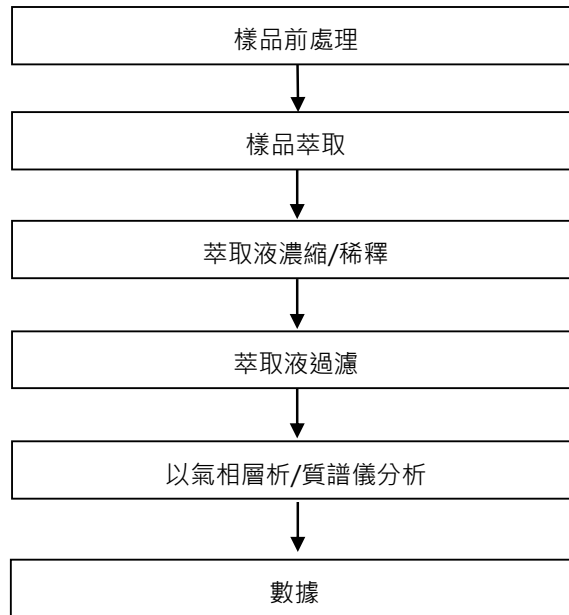 樣品前處理
樣品萃取
萃取液濃縮/稀釋
萃取液過濾
以氣相層析/質譜儀分析
數據